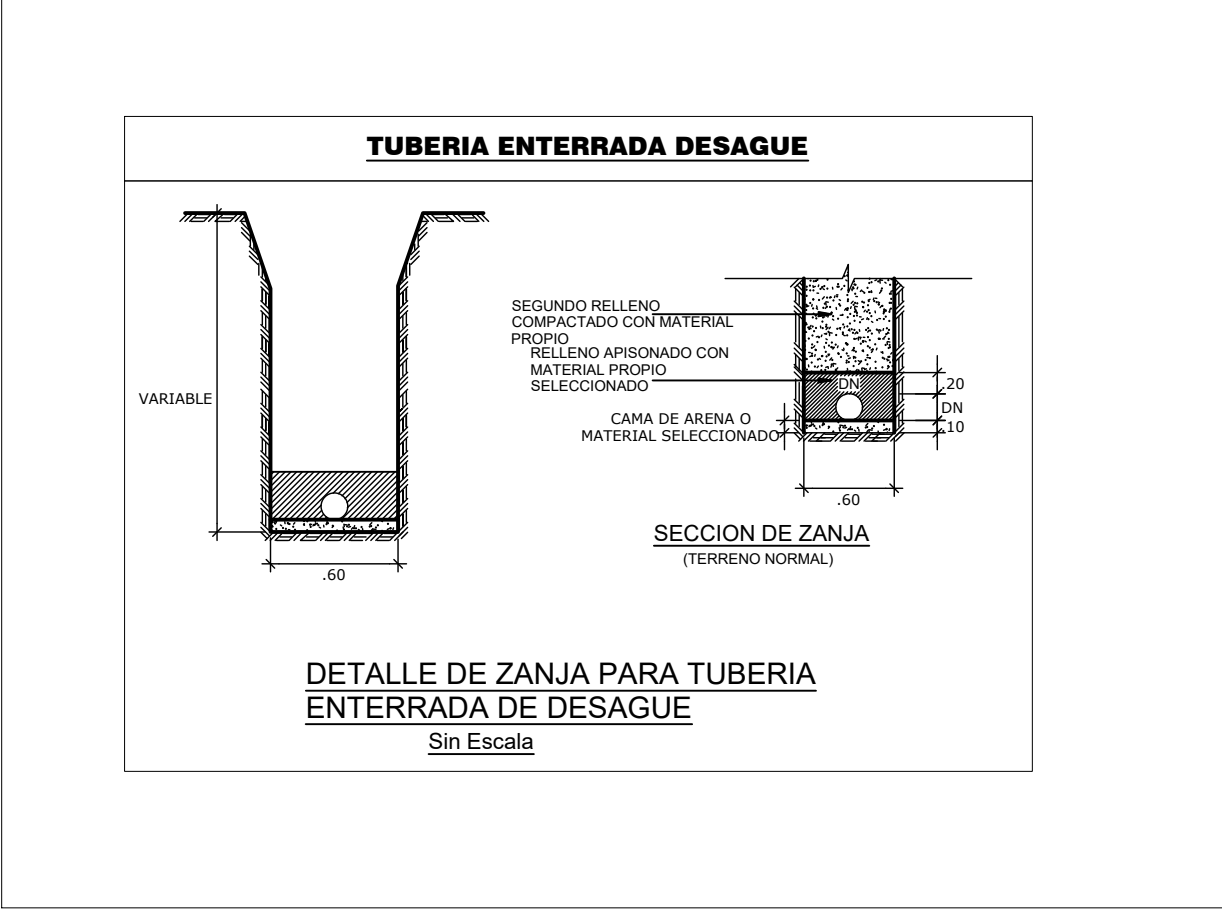 TUBERIA ENTERRADA DESAGUE
VARIABLE
.60
SEGUNDO RELLENO
COMPACTADO CON MATERIAL
PROPIO
RELLENO APISONADO CON
MATERIAL PROPIO
SELECCIONADO
CAMA DE ARENA O
MATERIAL SELECCIONADO
DN
.20
DN
.10
.60
SECCION DE ZANJA
(TERRENO NORMAL)
DETALLE DE ZANJA PARA TUBERIA
ENTERRADA DE DESAGUE
Sin Escala